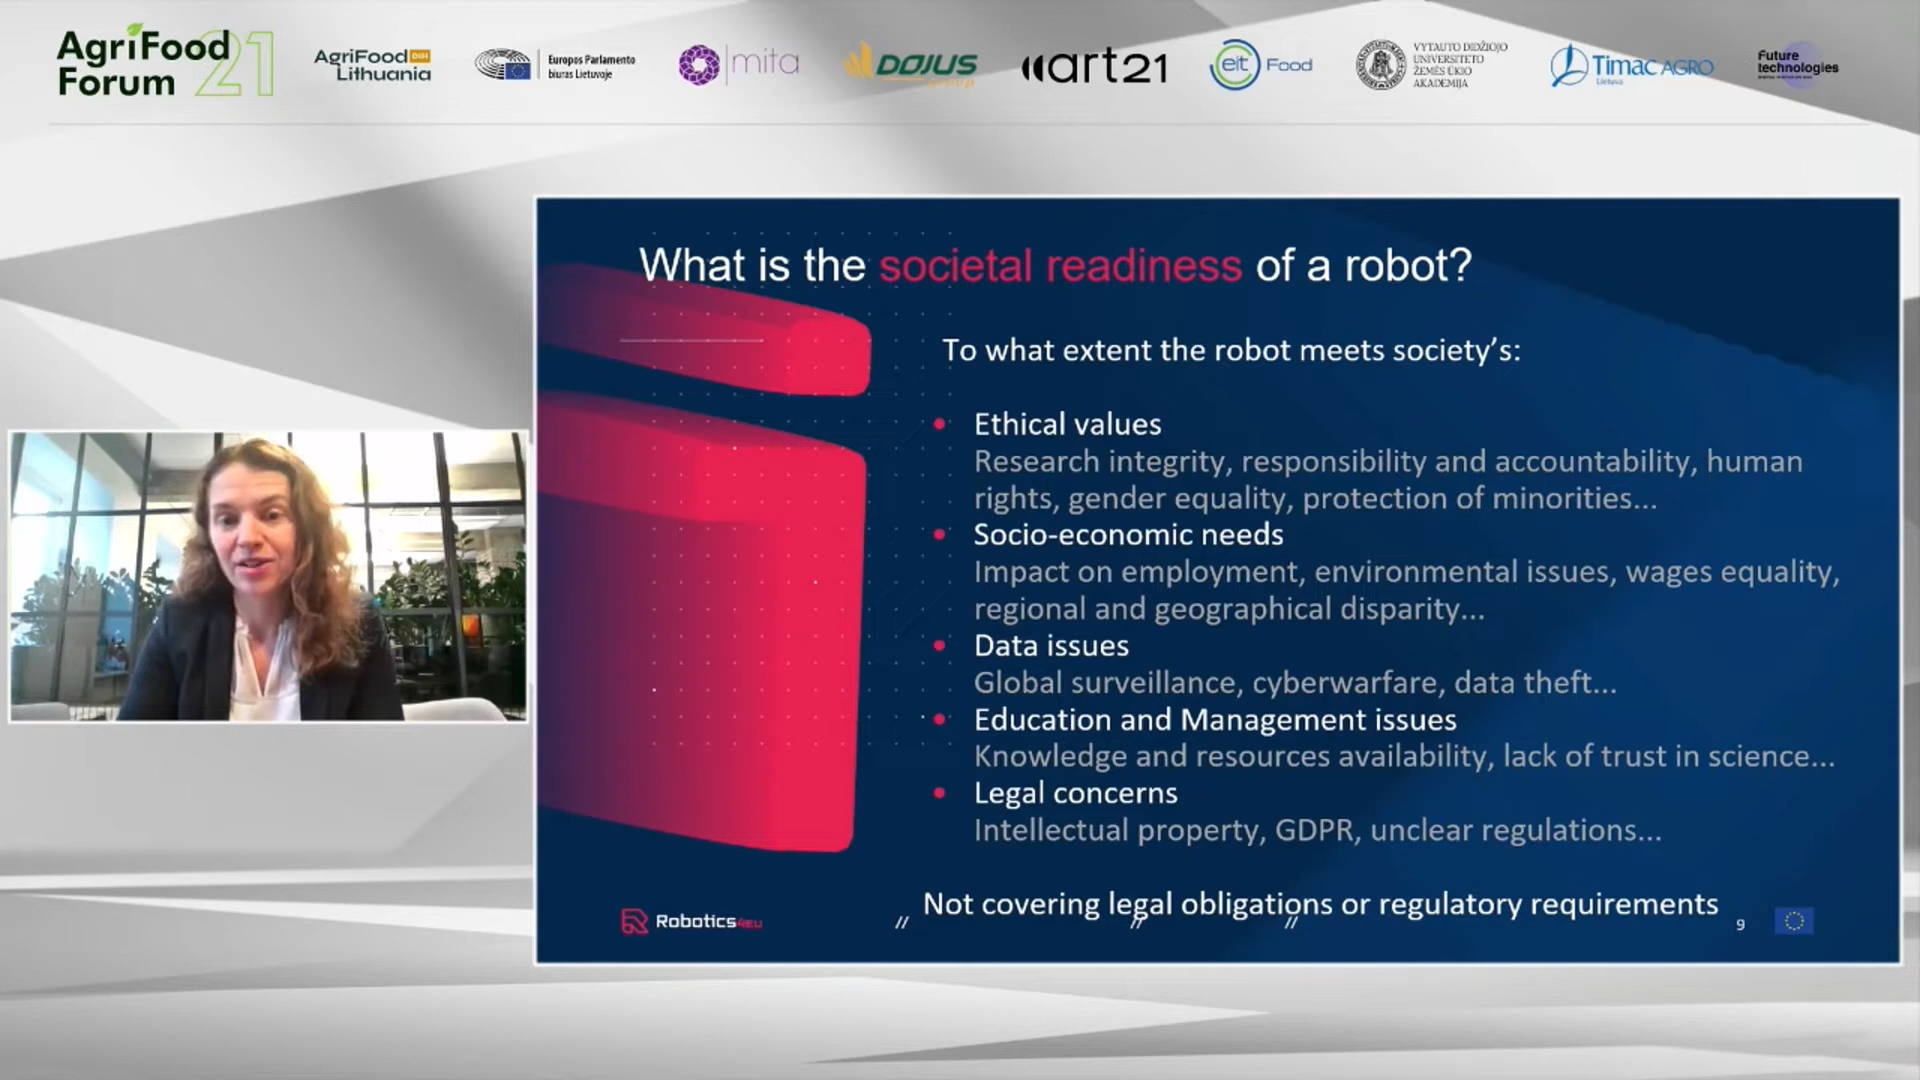 AgriFood
Forum 21
AgriFood DIH
Lithuania
Europos Parlamento
biuras Lietuvoje
mita
DOJUS
group
art21
eit Food
VYTAUTO DIDŽIOJO
UNIVERSITETO
ŽEMĖS ŪKIO
AKADEMIJA
TIMAC AGRO
Lietuva
Future
technologies
What is the societal readiness of a robot?
To what extent the robot meets society's:
• Ethical values
Research integrity, responsibility and accountability, human
rights, gender equality, protection of minorities...
• Socio-economic needs
Impact on employment, environmental issues, wages equality,
regional and geographical disparity...
• Data issues
Global surveillance, cyberwarfare, data theft...
• Education and Management issues
Knowledge and resources availability, lack of trust in science...
• Legal concerns
Intellectual property, GDPR, unclear regulations...
Not covering legal obligations or regulatory requirements
Robotics4EU
// // //
9